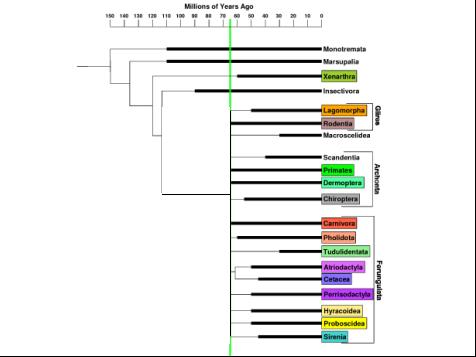 Millions of Years Ago
150 140 130 120 110 100 90 80 70 60 50 40 30 20 10 0
Monotremata
Marsupalia
Xenarthra
Insectivora
Lagomorpha
Rodentia
Macroscelidea
Glires
Scandentia
Primates
Dermoptera
Chiroptera
Archonta
Carnivora
Pholidota
Tudulidentata
Atriodactyla
Cetacea
Perrisodactyla
Hyracoidea
Proboscidea
Sirenia
Ferungulata